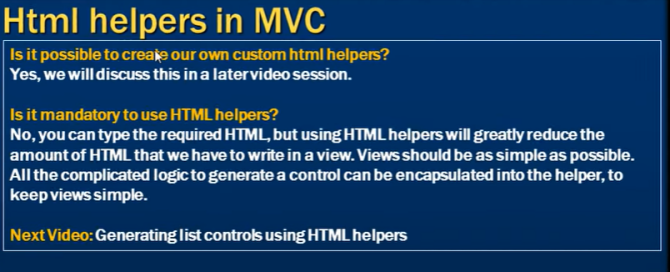 Html helpers in MVC
Is it possible to create our own custom html helpers?
Yes, we will discuss this in a later video session.
Is it mandatory to use HTML helpers?
No, you can type the required HTML, but using HTML helpers will greatly reduce the
amount of HTML that we have to write in a view. Views should be as simple as possible.
All the complicated logic to generate a control can be encapsulated into the helper, to
keep views simple.
Next Video: Generating list controls using HTML helpers